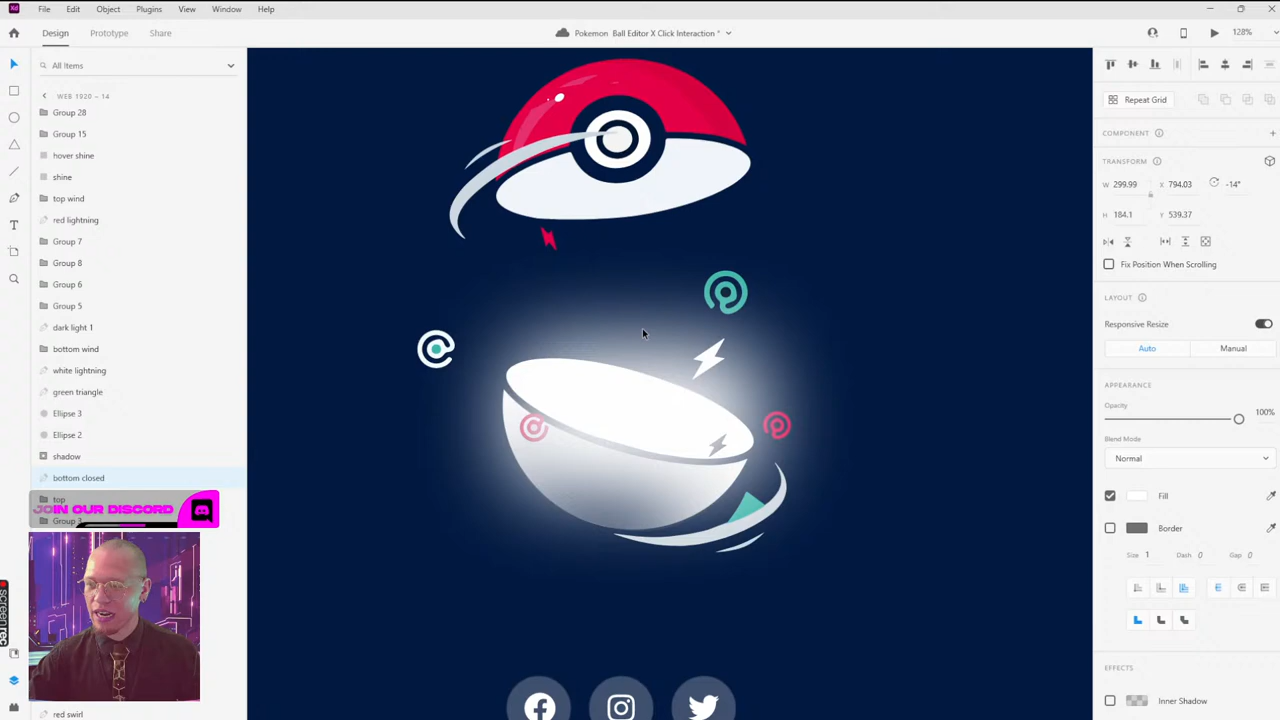 Xd File Edit Object Plugins View Window Help
Design Prototype Share Pokemon Ball Editor X Click Interaction * 128%
All Items
WEB 1920 – 14
Group 28
Group 15
hover shine
shine
top wind
red lightning
Group 7
Group 8
Group 6
Group 5
dark light 1
bottom wind
white lightning
green triangle
Ellipse 3
Ellipse 2
shadow
bottom closed
top
JOIN OUR DISCORD
Group 3
screenrec
red swirl
Repeat Grid
COMPONENT
TRANSFORM
W 299.99 X 794.03 -14°
H 184.1 Y 539.37
Fix Position When Scrolling
LAYOUT
Responsive Resize
Auto Manual
APPEARANCE
Opacity
100%
Blend Mode
Normal
Fill
Border
Size 1 Dash 0 Gap 0
EFFECTS
Inner Shadow